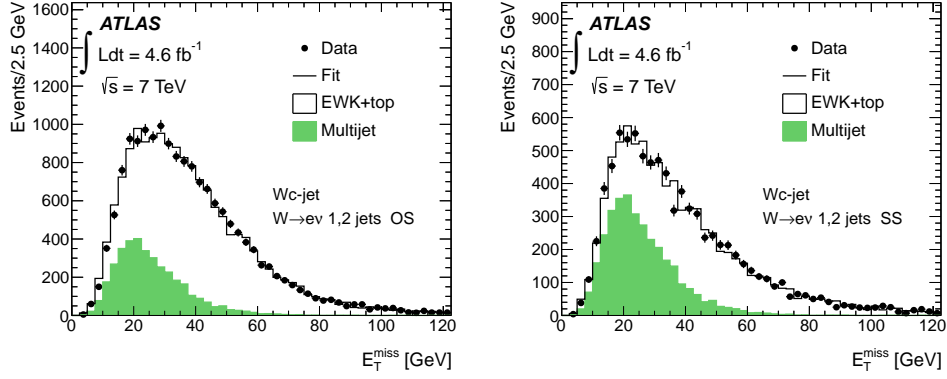 Events/2.5 GeV
1600
1400
1200
1000
800
600
400
200
0
ATLAS
∫ Ldt = 4.6 fb⁻¹
√s = 7 TeV
Data
Fit
EWK+top
Multijet
Wc-jet
W→eν 1,2 jets OS
0 20 40 60 80 100 120
E_T^miss [GeV]
Events/2.5 GeV
900
800
700
600
500
400
300
200
100
0
ATLAS
∫ Ldt = 4.6 fb⁻¹
√s = 7 TeV
Data
Fit
EWK+top
Multijet
Wc-jet
W→eν 1,2 jets SS
0 20 40 60 80 100 120
E_T^miss [GeV]